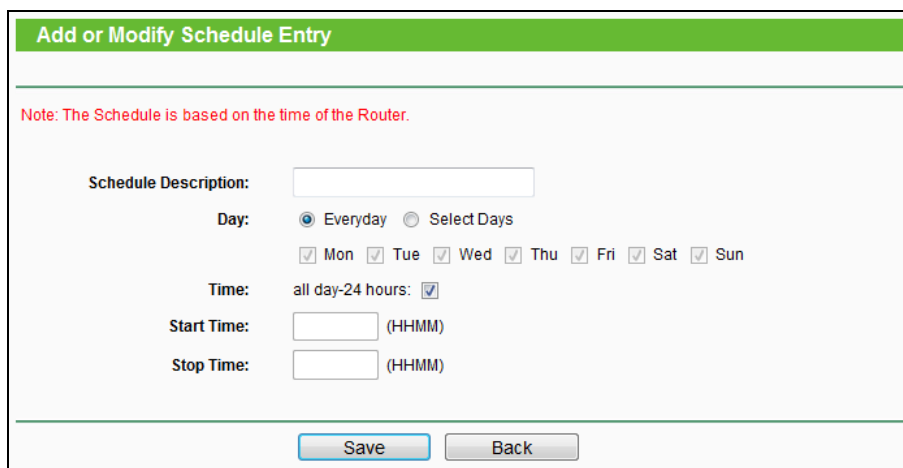 Add or Modify Schedule Entry
Note: The Schedule is based on the time of the Router.
Schedule Description:
Day: Everyday Select Days
Mon Tue Wed Thu Fri Sat Sun
Time: all day-24 hours:
Start Time: (HHMM)
Stop Time: (HHMM)
Save Back